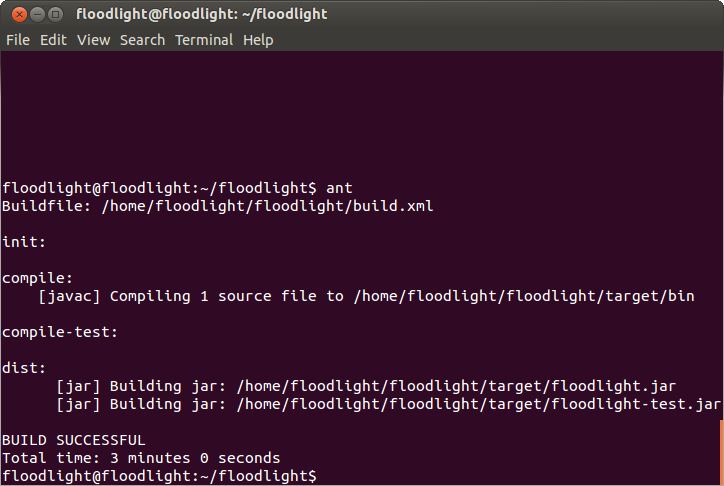 floodlight@floodlight: ~/floodlight
File Edit View Search Terminal Help
floodlight@floodlight:~/floodlight$ ant
Buildfile: /home/floodlight/floodlight/build.xml
init:
compile:
[javac] Compiling 1 source file to /home/floodlight/floodlight/target/bin
compile-test:
dist:
[jar] Building jar: /home/floodlight/floodlight/target/floodlight.jar
[jar] Building jar: /home/floodlight/floodlight/target/floodlight-test.jar
BUILD SUCCESSFUL
Total time: 3 minutes 0 seconds
floodlight@floodlight:~/floodlight$